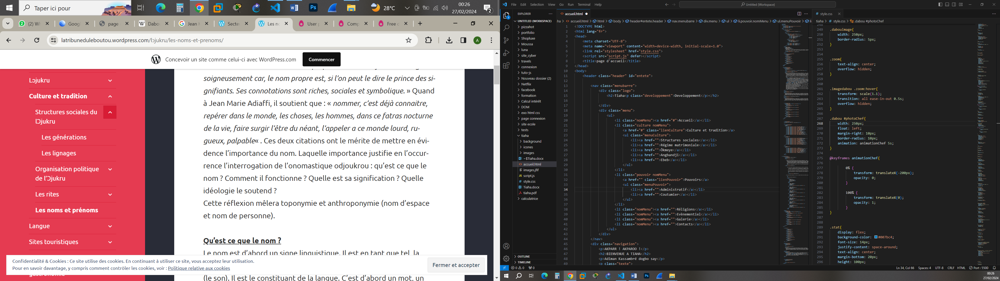 Taper ici pour
28°C
00:26
27/02/2024
2
(2) Wh
Goog
page
Dabo
Jean K
Secte
Les no
User p
Comp
Free c
latribuneduleboutou.wordpress.com/lɔjukru/les-noms-et-prenoms/
A
Concevoir un site comme celui-ci avec WordPress.com
Commencer
Lɔjukru
Culture et tradition
Structures sociales du
lƆjukru
Les générations
Les lignages
Organisation politique
de l'Ɔjukru
Les rites
Les noms et prénoms
Langue
Sites touristiques
gastronomie
soigneusement car, le nom propre est, si l'on peut le dire le prince des si-
gnifiants. Ses connotations sont riches, sociales et symbolique. » Quand
à Jean Marie Adiaffi, il soutient que : « nommer, c'est déjà connaitre,
repérer dans le monde, les choses, les hommes, dans ce fatras nocturne
de la vie, faire surgir l'être du néant, l'appeler a ce monde lourd, ru-
gueux, palpable« . Ces deux citations ont le mérite de mettre en évi-
dence l'importance du nom. Laquelle importance justifie en l'occur-
rence l'interrogation de l'onomastique odjoukrou : qu'est ce que le
nom ? Comment il fonctionne ? Quelle est sa signification ? Quelle
idéologie le soutend ?
Cette réflexion mêlera toponymie et anthroponymie (nom d'espace
et nom de personne).
Qu'est ce que le nom ?
Le nom est d'abord un signe linguistique. Il est en tant que tel, la
(le son). Il est le constituant de la langue. C'est d'abord un mot, un
Confidentialité & Cookies : Ce site utilise des cookies. En continuant à utiliser ce site, vous acceptez leur utilisation.
Pour en savoir davantage, y compris comment contrôler les cookies, voir : Politique relative aux cookies
Fermer et accepter
File Edit Selection View Go Run Terminal Help
Untitled (Workspace)
EXPLORER
UNTITLED (WORKSPACE)
pizzahot
portfolio
Shopluxe
Moussa
luna
site_cyber
travels
connexion
tuto-js
Nouveau dossier (2)
Netflix
facebook
formation
Calcul intérêt
DOM
exo html css
page connexion
site ecole
tests
tiaha
background
icones
images
~$Tiaha.docx
accueil.html
images.jfif
script.js
style.css
Tiaha.docx
tiaha.pdf
calculatrice
OUTLINE
TIMELINE
accueil.html
aha > accueil.html > html > body > header#entete.header > nav.menubarre > div.menu > ul > li.pouvoir.nomMenu > ul.menuPouvoir > li
1 <!DOCTYPE html>
2 <html lang="fr">
3 <head>
4 <meta charset="UTF-8">
5 <meta name="viewport" content="width=device-width, initial-scale=1.0">
6 <link rel="stylesheet" href="style.css">
7 <script src="script.js" defer></script>
8 <title>page d'accueil</title>
9 </head>
10 <body>
11 <header class="header" id="entete">
12
13 <nav class="menubarre">
14 <div class="logo">
15 <h2>Tiaha<p class="developpement">Developpement</p></h2>
16
17 </div>
18 <div class="menu">
19 <ul>
20 <li class="nomMenu"><a href="#">Accueil</a></li>
21 <li class="culture nomMenu">
22 <a href="#" class="lienCulture">Culture et tradition</a>
23 <ul class="menuCulture">
24 <li><a href="">Structures sociales</a></li>
25 <li><a href="">Régime matrimoniale</a></li>
26 <li><a href="">Ôkmeye</a></li>
27 <li><a href="">Angbandji</a></li>
28 <li><a href="">Ebeb</a></li>
29 </ul>
30 </li>
31 <li class="pouvoir nomMenu">
32 <a href="" class="lienPouvoir">Pouvoirs</a>
33 <ul class="menuPouvoir">
34 <li><a href="">Administratif</a></li>
35 <li><a href="">Coutumier</a></li>
36 </ul>
37 </li>
38 <li class="nomMenu"><a href="">Réligions</a></li>
39 <li class="nomMenu"><a href="">Evènementiel</a></li>
40 <li class="nomMenu"><a href="">Galerie</a></li>
41 <li class="nomMenu"><a href="">Contacts</a></li>
42 </ul>
43 </div>
44 </nav>
45 <div class="navigation">
46 <p>AKPARR ! AKPAROO !</p>
47 <h2>BIENVENUE A TIAHA</h2>
48 <p>Adiman Kassambré dogbo say</p>
49 <p class="texte">
style.css
tiaha > style.css > .dabou #photoChef
248
249 .dabouimage{
250 width: 250px;
251 border-radius: 5px;
252 }
253
254
255 .zoom{
256 text-align: center;
257 overflow: hidden;
258 }
259
260
261 .imagedabou .zoom:hover{
262 transform: scale(1.1);
263 transition: all ease-in-out 0.5s;
264 overflow: hidden;
265 }
266
267 .dabou #photoChef{
268 width: 250px;
269 float: left;
270 margin-right: 10px;
271 border-radius: 10px;
272 animation: animationChef 5s;
273 }
274
275 @keyframes animationChef{
276
277 0% {
278 transform: translateX(-200px);
279 opacity: 0;
280 }
281
282 100% {
283 transform: translateX(0);
284 opacity: 1;
285 }
286 }
287
288
289 .stat{
290 display: flex;
291 background-color: #007bc4;
292 font-size: 14px;
293 justify-content: space-around;
294 text-align: center;
295 margin-bottom: 20px;
296 height: 100px;
0 0 0
Ln 34, Col 66 Spaces: 4 UTF-8 CRLF HTML Port : 5500
00:26
27/02/2024